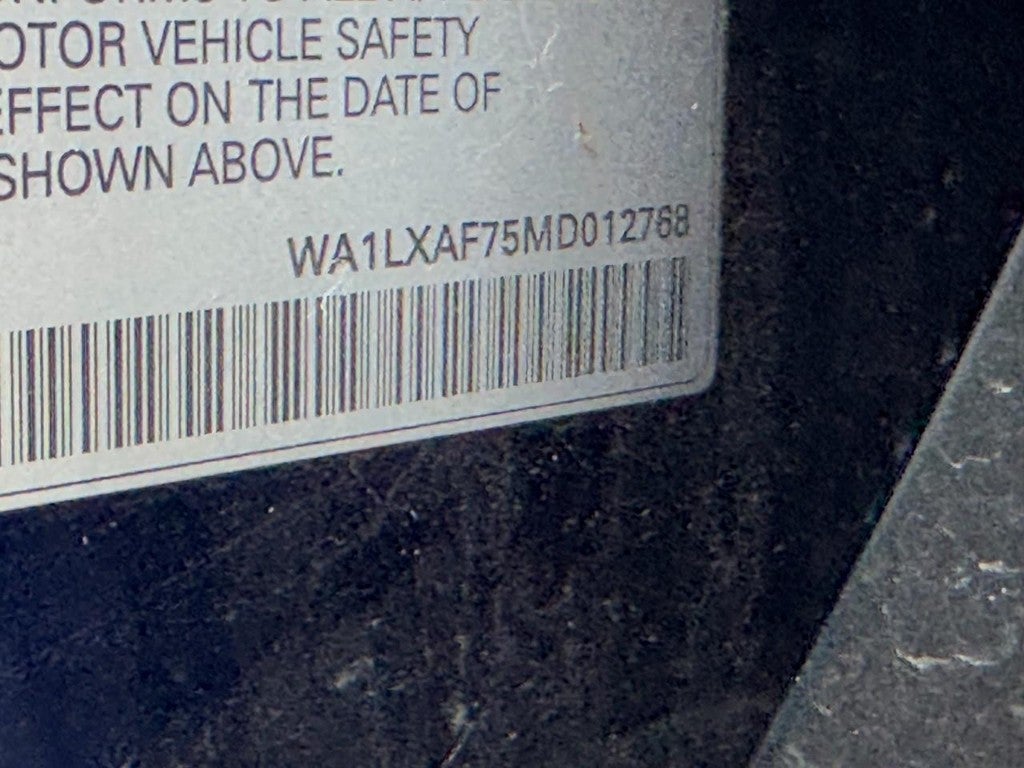 OTOR VEHICLE SAFETY
EFFECT ON THE DATE OF
SHOWN ABOVE.
WA1LXAF75MD012768